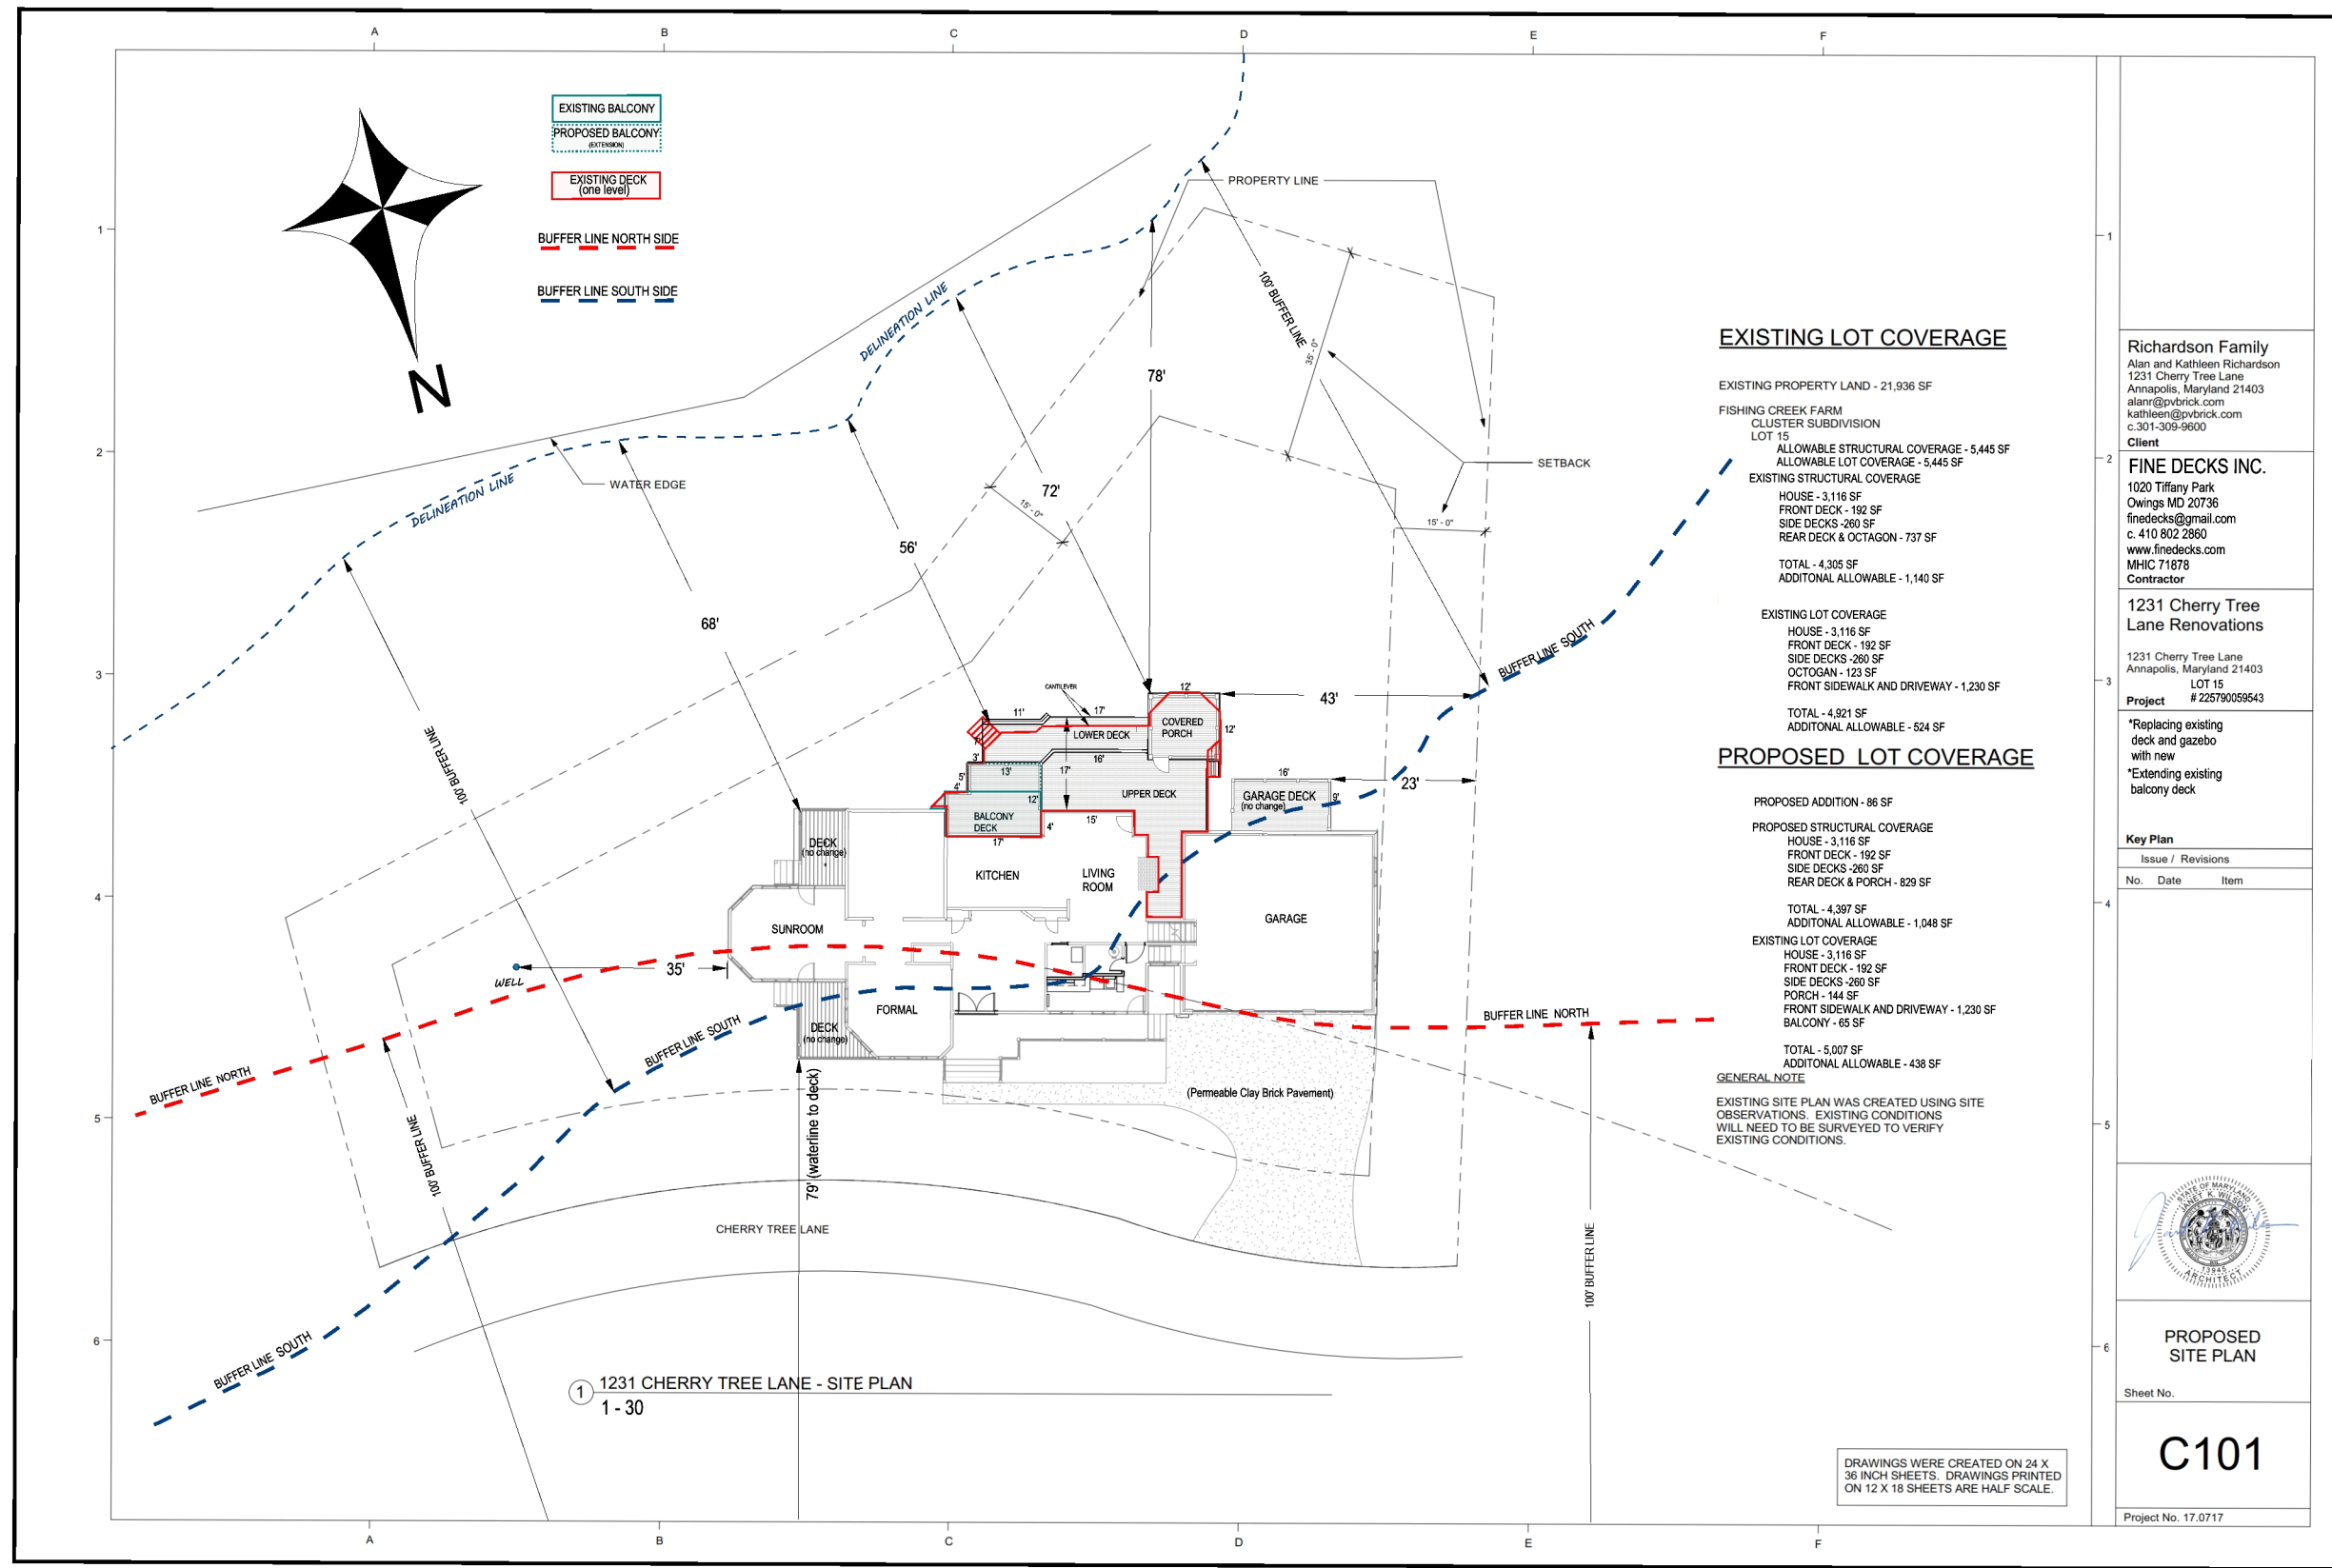 A B C D E F
EXISTING BALCONY
PROPOSED BALCONY
(EXTENSION)
EXISTING DECK
(one level)
BUFFER LINE NORTH SIDE
BUFFER LINE SOUTH SIDE
N
PROPERTY LINE
DELINEATION LINE
100' BUFFER LINE
35' - 0"
78'
SETBACK
15' - 0"
WATER EDGE
DELINEATION LINE
72'
15' - 0"
56'
68'
BUFFER LINE SOUTH
CANTILEVER
11'
17'
12'
43'
COVERED
PORCH
12'
LOWER DECK
7'
3'
16'
13'
17'
5'
4'
12'
UPPER DECK
16'
23'
GARAGE DECK
(no change)
9'
BALCONY
DECK
4'
15'
17'
100' BUFFER LINE
DECK
(no change)
KITCHEN
LIVING
ROOM
GARAGE
SUNROOM
35'
WELL
FORMAL
DECK
(no change)
BUFFER LINE SOUTH
BUFFER LINE NORTH
BUFFER LINE NORTH
100' BUFFER LINE
79' (waterline to deck)
(Permeable Clay Brick Pavement)
CHERRY TREE LANE
100' BUFFER LINE
BUFFER LINE SOUTH
1
1231 CHERRY TREE LANE - SITE PLAN
1 - 30
1
2
3
4
5
6
1
2
3
4
5
6
A B C D E F
EXISTING LOT COVERAGE
EXISTING PROPERTY LAND - 21,936 SF
FISHING CREEK FARM
CLUSTER SUBDIVISION
LOT 15
ALLOWABLE STRUCTURAL COVERAGE - 5,445 SF
ALLOWABLE LOT COVERAGE - 5,445 SF
EXISTING STRUCTURAL COVERAGE
HOUSE - 3,116 SF
FRONT DECK - 192 SF
SIDE DECKS -260 SF
REAR DECK & OCTAGON - 737 SF
TOTAL - 4,305 SF
ADDITONAL ALLOWABLE - 1,140 SF
EXISTING LOT COVERAGE
HOUSE - 3,116 SF
FRONT DECK - 192 SF
SIDE DECKS -260 SF
OCTOGAN - 123 SF
FRONT SIDEWALK AND DRIVEWAY - 1,230 SF
TOTAL - 4,921 SF
ADDITONAL ALLOWABLE - 524 SF
PROPOSED LOT COVERAGE
PROPOSED ADDITION - 86 SF
PROPOSED STRUCTURAL COVERAGE
HOUSE - 3,116 SF
FRONT DECK - 192 SF
SIDE DECKS -260 SF
REAR DECK & PORCH - 829 SF
TOTAL - 4,397 SF
ADDITONAL ALLOWABLE - 1,048 SF
EXISTING LOT COVERAGE
HOUSE - 3,116 SF
FRONT DECK - 192 SF
SIDE DECKS -260 SF
PORCH - 144 SF
FRONT SIDEWALK AND DRIVEWAY - 1,230 SF
BALCONY - 65 SF
TOTAL - 5,007 SF
ADDITONAL ALLOWABLE - 438 SF
GENERAL NOTE
EXISTING SITE PLAN WAS CREATED USING SITE
OBSERVATIONS. EXISTING CONDITIONS
WILL NEED TO BE SURVEYED TO VERIFY
EXISTING CONDITIONS.
DRAWINGS WERE CREATED ON 24 X
36 INCH SHEETS. DRAWINGS PRINTED
ON 12 X 18 SHEETS ARE HALF SCALE.
Richardson Family
Alan and Kathleen Richardson
1231 Cherry Tree Lane
Annapolis, Maryland 21403
alanr@pvbrick.com
kathleen@pvbrick.com
c.301-309-9600
Client
FINE DECKS INC.
1020 Tiffany Park
Owings MD 20736
finedecks@gmail.com
c. 410 802 2860
www.finedecks.com
MHIC 71878
Contractor
1231 Cherry Tree
Lane Renovations
1231 Cherry Tree Lane
Annapolis, Maryland 21403
LOT 15
Project # 225790059543
*Replacing existing
deck and gazebo
with new
*Extending existing
balcony deck
Key Plan
Issue / Revisions
No. Date Item
STATE OF MARYLAND
JANET K. WILSON
13945
ARCHITECT
PROPOSED
SITE PLAN
Sheet No.
C101
Project No. 17.0717